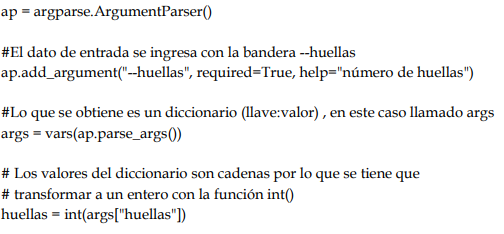 ap = argparse.ArgumentParser()
#El dato de entrada se ingresa con la bandera --huellas
ap.add_argument("--huellas", required=True, help="número de huellas")
#Lo que se obtiene es un diccionario (llave:valor) , en este caso llamado args
args = vars(ap.parse_args())
# Los valores del diccionario son cadenas por lo que se tiene que
# transformar a un entero con la función int()
huellas = int(args["huellas"])